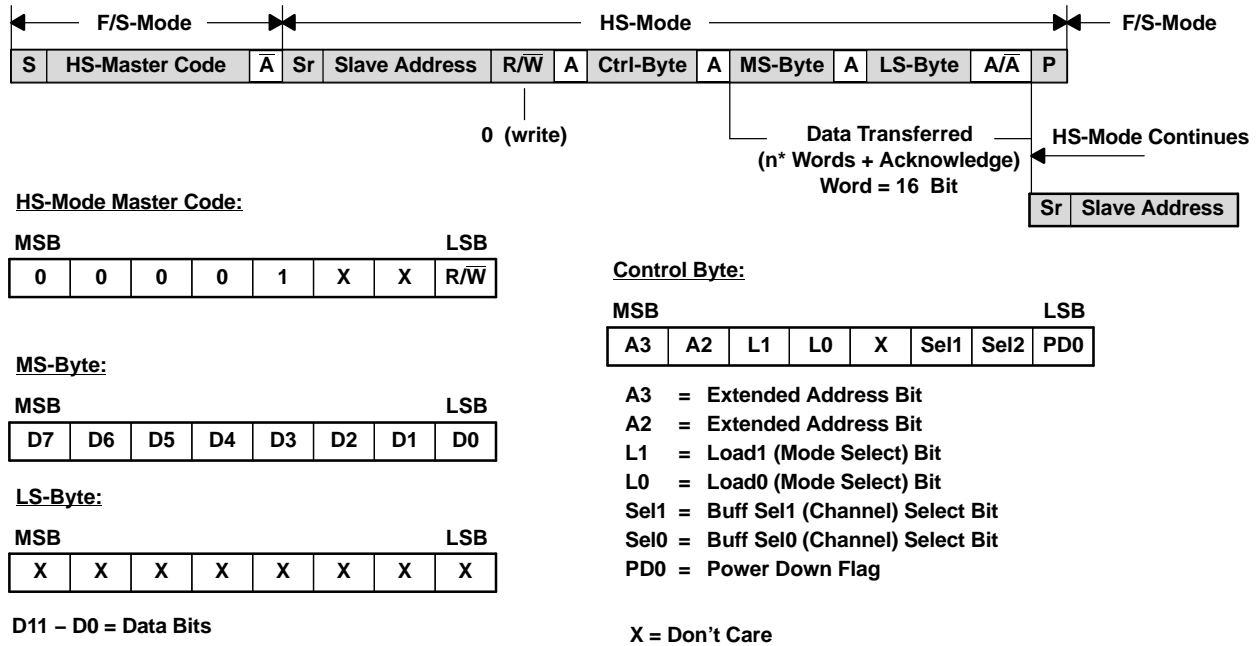 F/S-Mode HS-Mode F/S-Mode
S HS-Master Code A̅ Sr Slave Address R/W̅ A Ctrl-Byte A MS-Byte A LS-Byte A/A̅ P
0 (write)
Data Transferred
(n* Words + Acknowledge)
Word = 16 Bit
HS-Mode Continues
Sr Slave Address
HS-Mode Master Code:
MSB LSB
0 0 0 0 1 X X R/W̅
MS-Byte:
MSB LSB
D7 D6 D5 D4 D3 D2 D1 D0
LS-Byte:
MSB LSB
X X X X X X X X
D11 – D0 = Data Bits
Control Byte:
MSB LSB
A3 A2 L1 L0 X Sel1 Sel2 PD0
A3 = Extended Address Bit
A2 = Extended Address Bit
L1 = Load1 (Mode Select) Bit
L0 = Load0 (Mode Select) Bit
Sel1 = Buff Sel1 (Channel) Select Bit
Sel0 = Buff Sel0 (Channel) Select Bit
PD0 = Power Down Flag
X = Don't Care